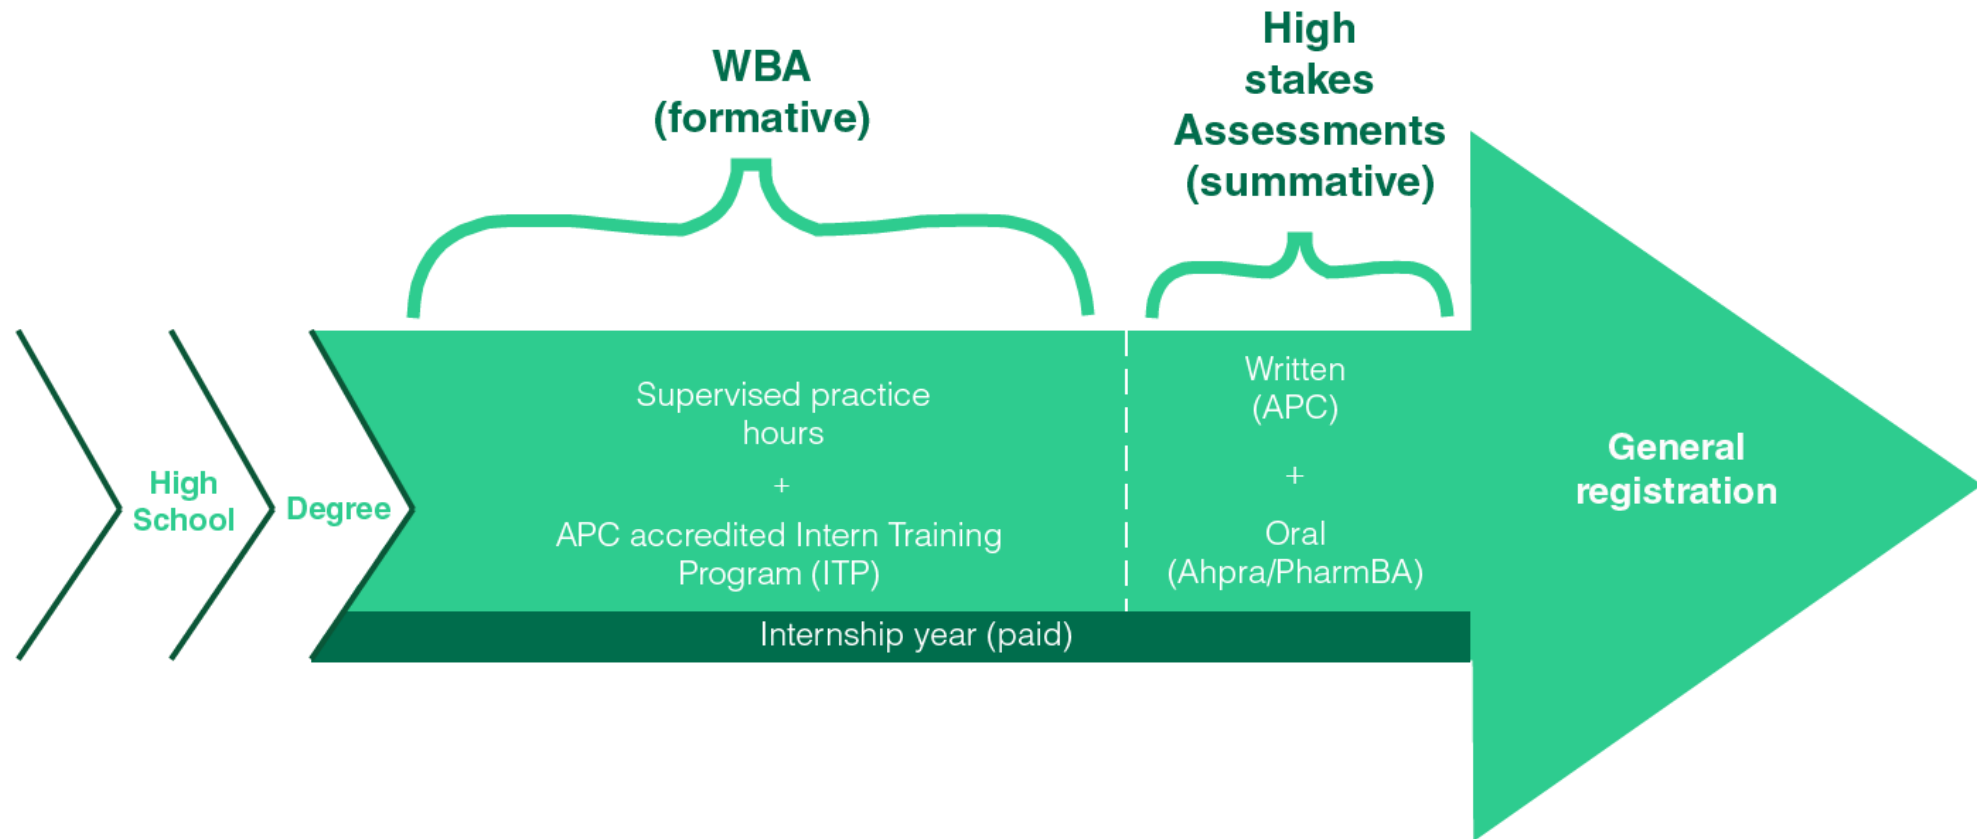 WBA
(formative)
High
stakes
Assessments
(summative)
High
School
Degree
Supervised practice
hours
+
APC accredited Intern Training
Program (ITP)
Written
(APC)
+
Oral
(Ahpra/PharmBA)
General
registration
Internship year (paid)